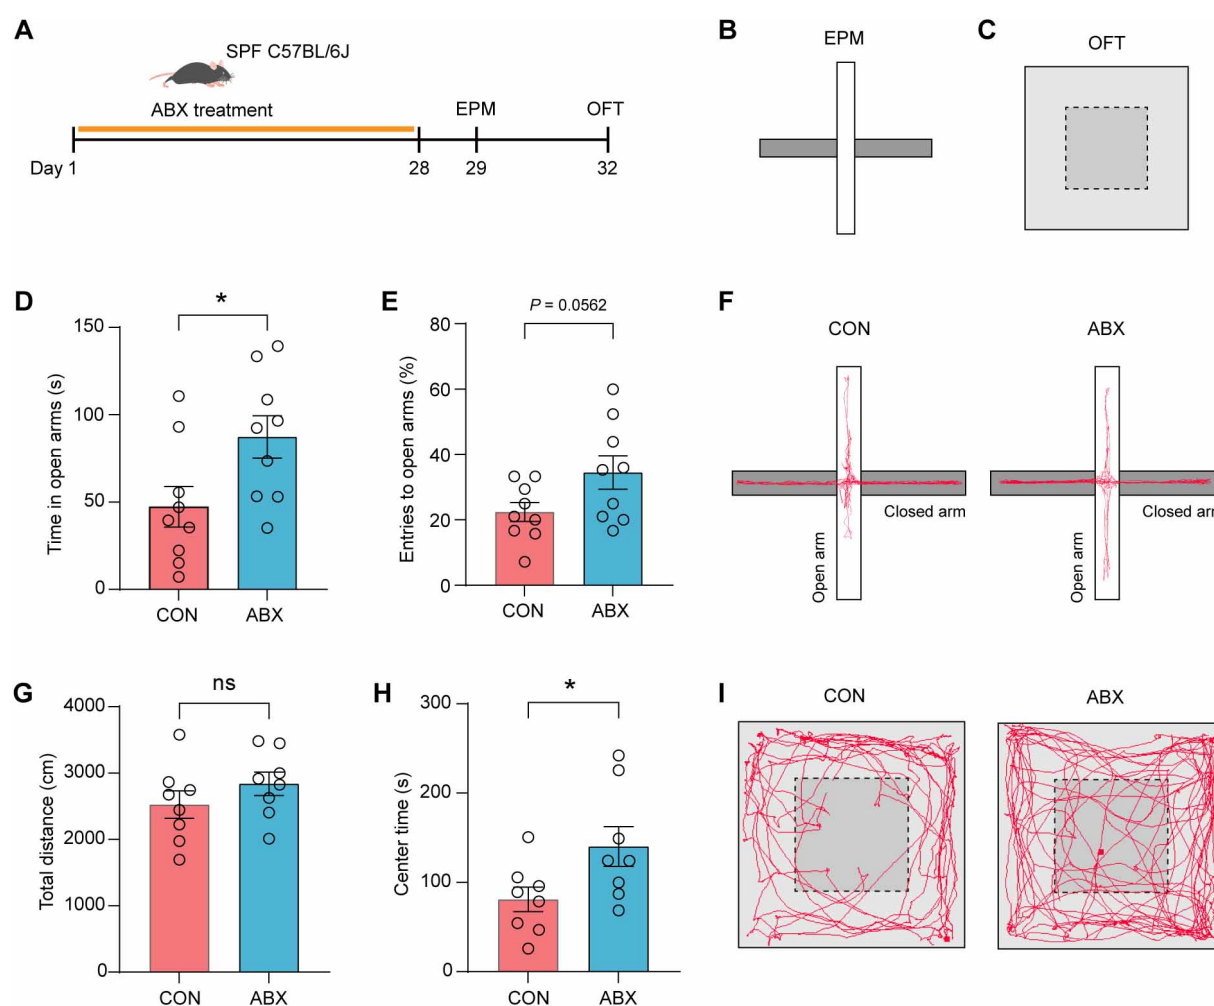 A
SPF C57BL/6J
ABX treatment
EPM
OFT
Day 1
28
29
32
B
EPM
C
OFT
D
*
Time in open arms (s)
150
100
50
0
CON
ABX
E
P = 0.0562
Entries to open arms (%)
80
60
40
20
0
CON
ABX
F
CON
ABX
Closed arm
Open arm
Closed arm
Open arm
G
ns
Total distance (cm)
4000
3000
2000
1000
0
CON
ABX
H
*
Center time (s)
300
200
100
0
CON
ABX
I
CON
ABX